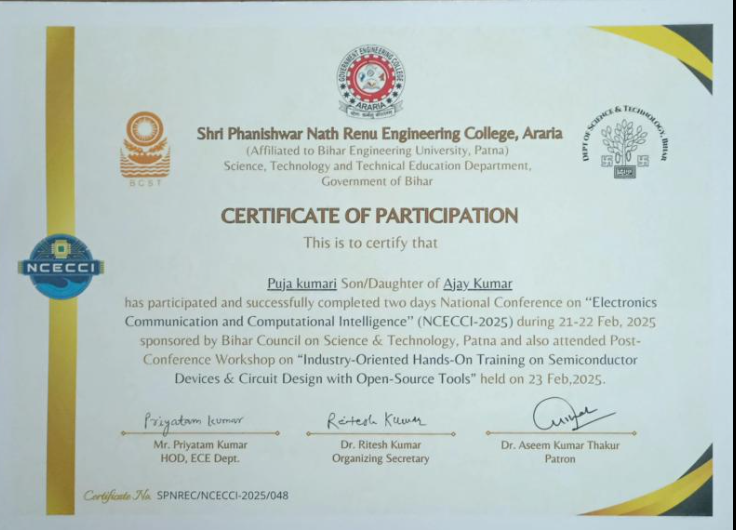 GOVERNMENT ENGINEERING COLLEGE
ARARIA
BCST
DEPT OF SCIENCE & TECHNOLOGY, BIHAR
Shri Phanishwar Nath Renu Engineering College, Araria
(Affiliated to Bihar Engineering University, Patna)
Science, Technology and Technical Education Department,
Government of Bihar
CERTIFICATE OF PARTICIPATION
This is to certify that
NCECCI
Puja kumari Son/Daughter of Ajay Kumar
has participated and successfully completed two days National Conference on “Electronics
Communication and Computational Intelligence” (NCECCI-2025) during 21-22 Feb, 2025
sponsored by Bihar Council on Science & Technology, Patna and also attended Post-
Conference Workshop on “Industry-Oriented Hands-On Training on Semiconductor
Devices & Circuit Design with Open-Source Tools” held on 23 Feb,2025.
Priyatam kumar
Ritesh Kumar
Mr. Priyatam Kumar
HOD, ECE Dept.
Dr. Ritesh Kumar
Organizing Secretary
Dr. Aseem Kumar Thakur
Patron
Certificate No. SPNREC/NCECCI-2025/048